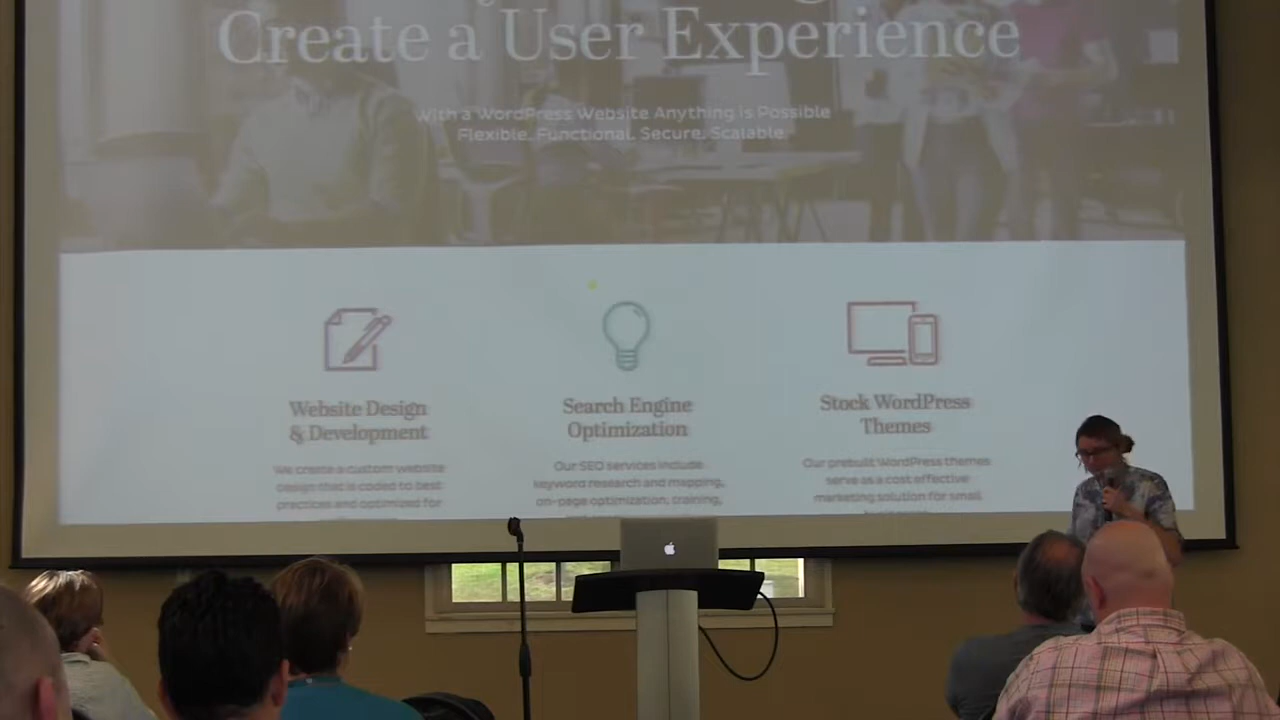 Create a User Experience
With a WordPress Website Anything is Possible
Flexible. Functional. Secure. Scalable.
Website Design
& Development
We create a custom website
design that is coded to best
practices and optimized for
Search Engine
Optimization
Our SEO services include
keyword research and mapping,
on-page optimization, training,
Stock WordPress
Themes
Our prebuilt WordPress themes
serve as a cost effective
marketing solution for small